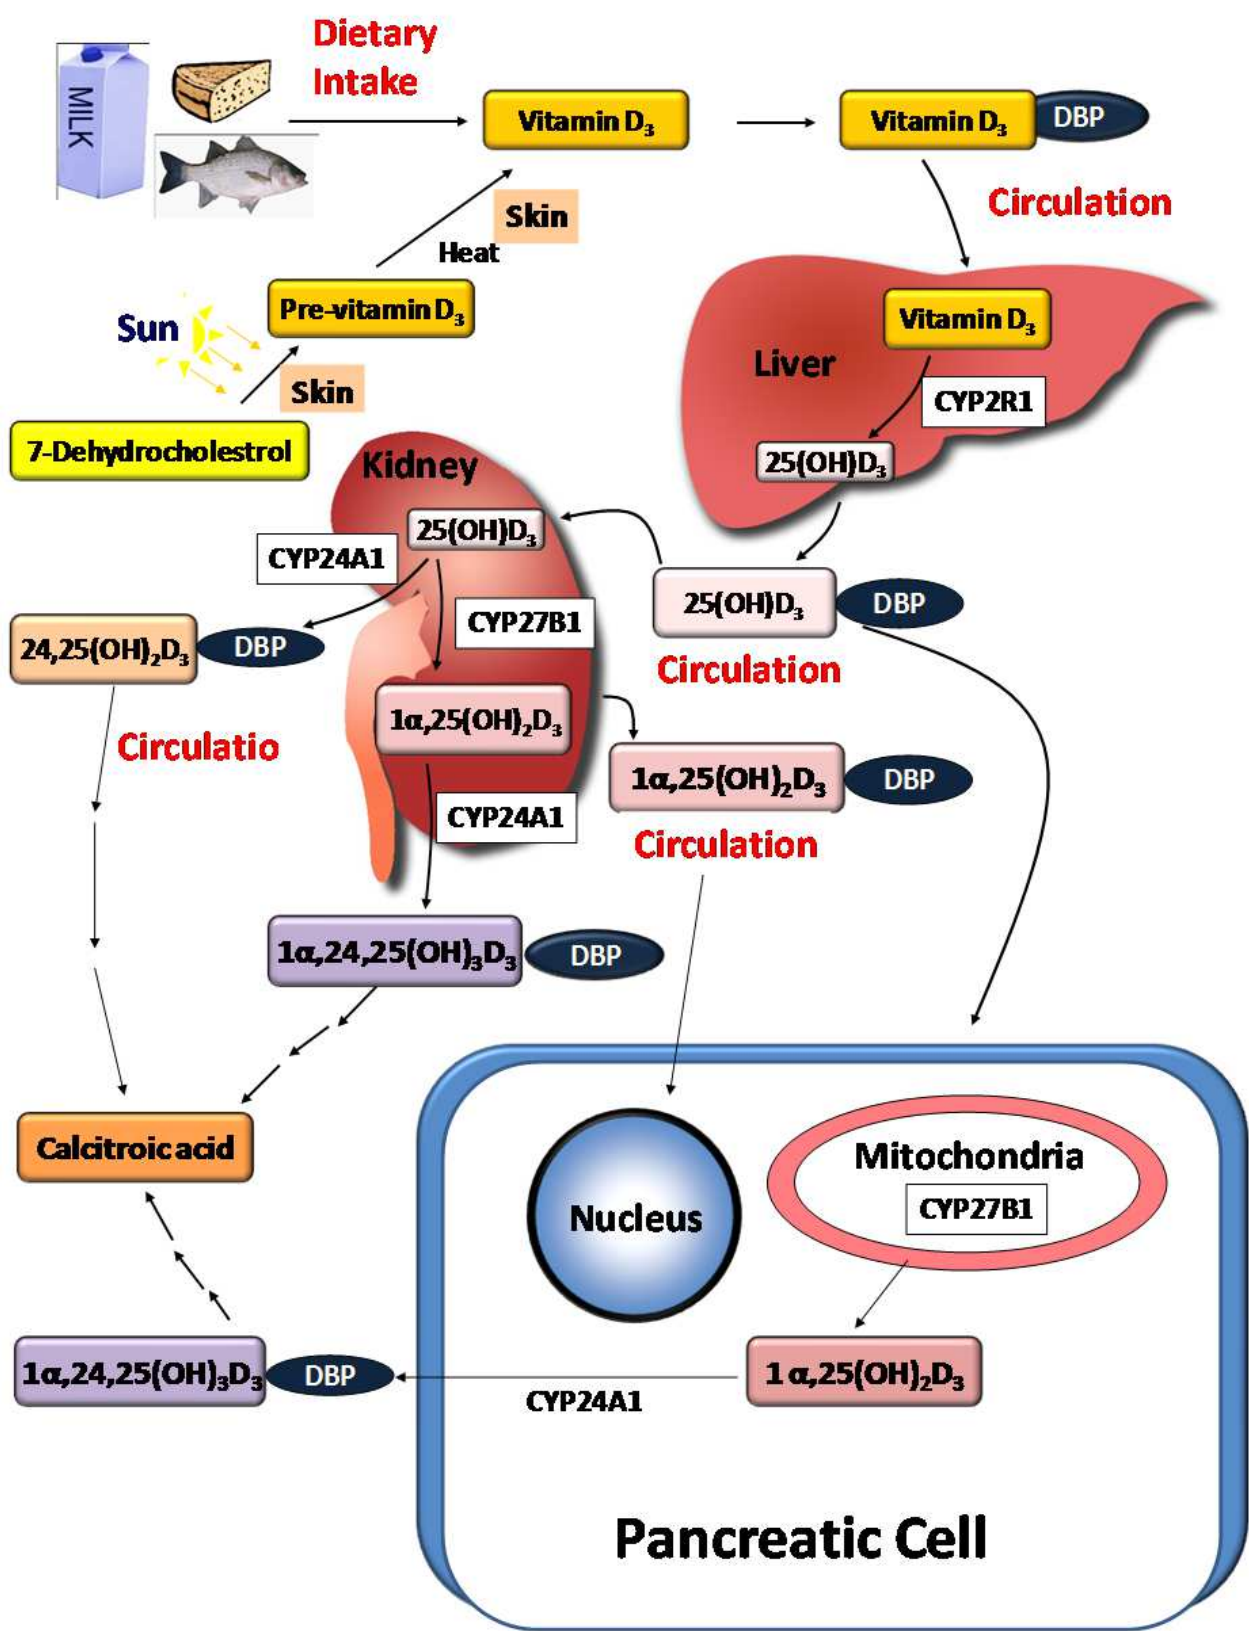 Dietary
Intake
MILK
Vitamin D₃
Vitamin D₃
DBP
Skin
Circulation
Heat
Pre-vitamin D₃
Sun
Vitamin D₃
Liver
Skin
CYP2R1
7-Dehydrocholestrol
Kidney
25(OH)D₃
25(OH)D₃
CYP24A1
25(OH)D₃
DBP
CYP27B1
24,25(OH)₂D₃
DBP
Circulation
1α,25(OH)₂D₃
Circulatio
1α,25(OH)₂D₃
DBP
CYP24A1
Circulation
1α,24,25(OH)₃D₃
DBP
Calcitroic acid
Mitochondria
CYP27B1
Nucleus
1α,24,25(OH)₃D₃
DBP
1 α,25(OH)₂D₃
CYP24A1
Pancreatic Cell